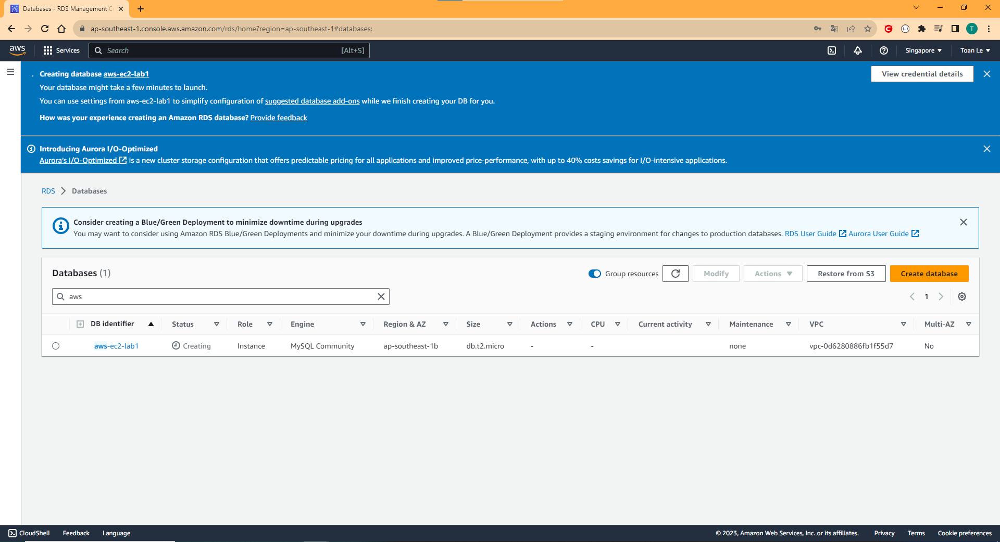 Databases - RDS Management C
ap-southeast-1.console.aws.amazon.com/rds/home?region=ap-southeast-1#databases:
T
aws
Services
Search
[Alt+S]
Singapore
Toan Le
Creating database aws-ec2-lab1
View credential details
Your database might take a few minutes to launch.
You can use settings from aws-ec2-lab1 to simplify configuration of suggested database add-ons while we finish creating your DB for you.
How was your experience creating an Amazon RDS database? Provide feedback
Introducing Aurora I/O-Optimized
Aurora's I/O-Optimized is a new cluster storage configuration that offers predictable pricing for all applications and improved price-performance, with up to 40% costs savings for I/O-intensive applications.
RDS > Databases
Consider creating a Blue/Green Deployment to minimize downtime during upgrades
You may want to consider using Amazon RDS Blue/Green Deployments and minimize your downtime during upgrades. A Blue/Green Deployment provides a staging environment for changes to production databases. RDS User Guide Aurora User Guide
Databases (1)
Group resources
Modify
Actions
Restore from S3
Create database
aws
1
DB identifier Status Role Engine Region & AZ Size Actions CPU Current activity Maintenance VPC Multi-AZ
aws-ec2-lab1 Creating Instance MySQL Community ap-southeast-1b db.t2.micro - - none vpc-0d6280886fb1f55d7 No
CloudShell Feedback Language © 2023, Amazon Web Services, Inc. or its affiliates. Privacy Terms Cookie preferences